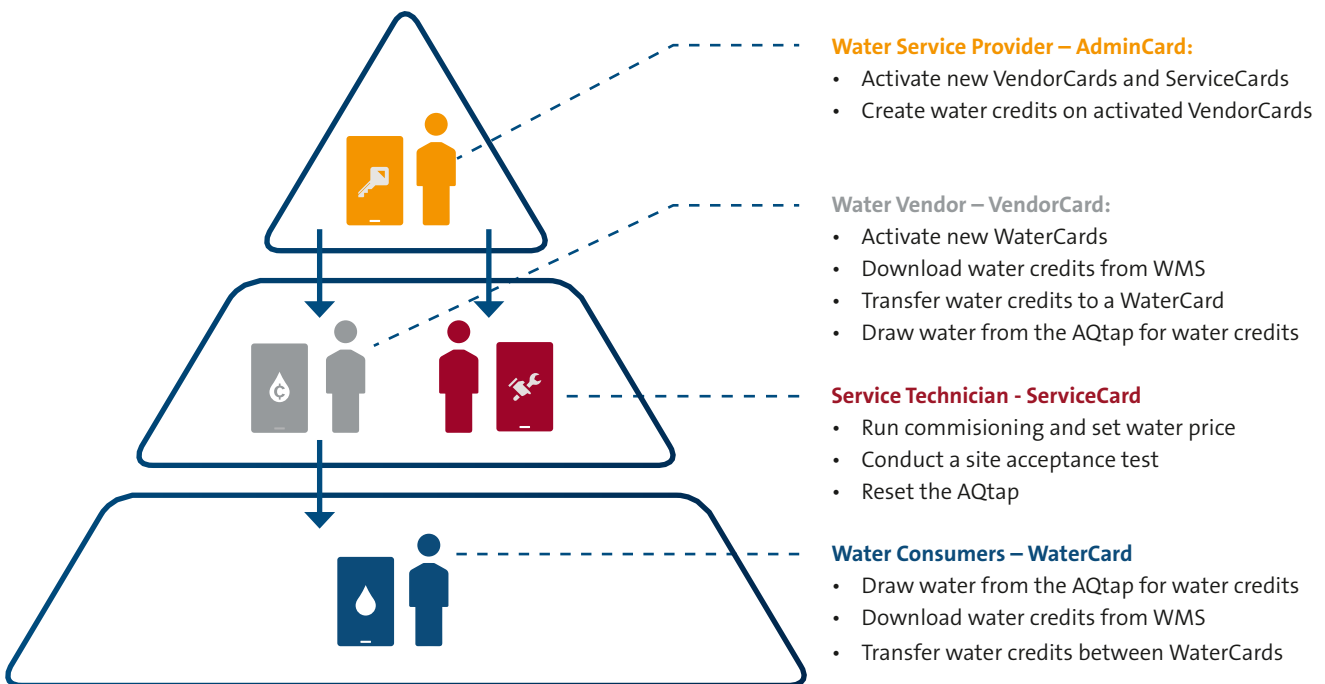 Water Service Provider – AdminCard:
• Activate new VendorCards and ServiceCards
• Create water credits on activated VendorCards
Water Vendor – VendorCard:
• Activate new WaterCards
• Download water credits from WMS
• Transfer water credits to a WaterCard
• Draw water from the AQtap for water credits
Service Technician - ServiceCard
• Run commisioning and set water price
• Conduct a site acceptance test
• Reset the AQtap
Water Consumers – WaterCard
• Draw water from the AQtap for water credits
• Download water credits from WMS
• Transfer water credits between WaterCards